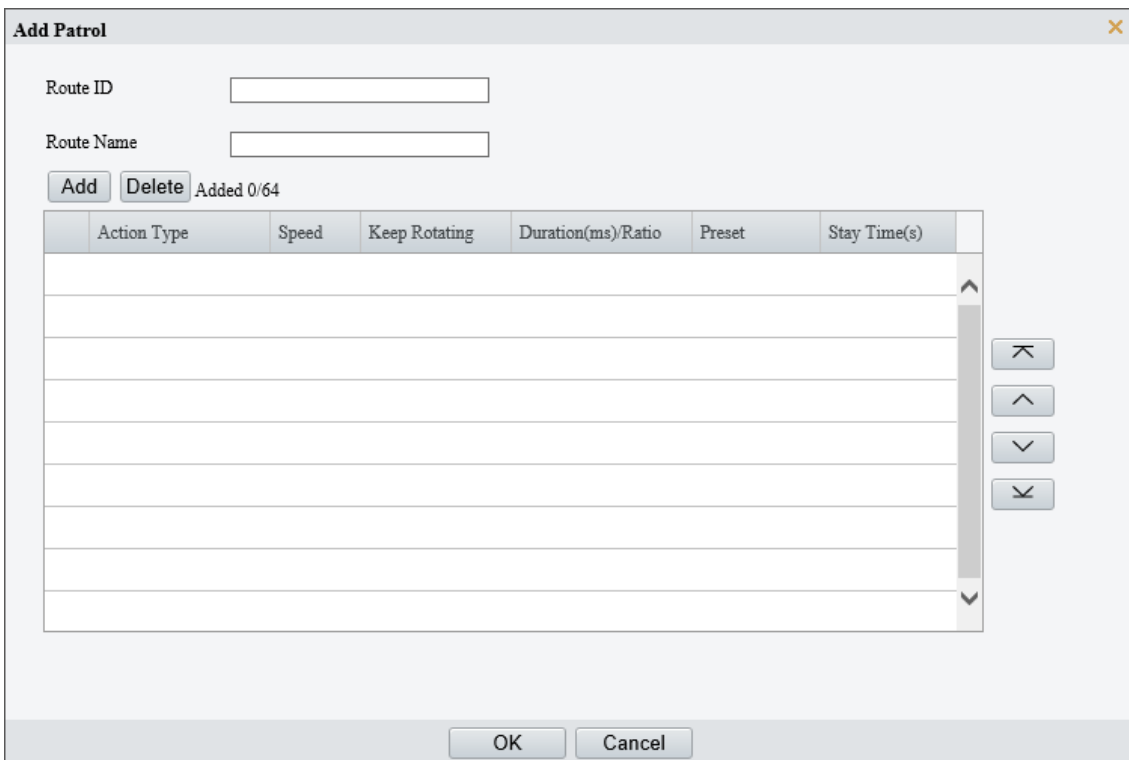 Add Patrol
Route ID
Route Name
Add Delete Added 0/64
Action Type Speed Keep Rotating Duration(ms)/Ratio Preset Stay Time(s)
OK Cancel